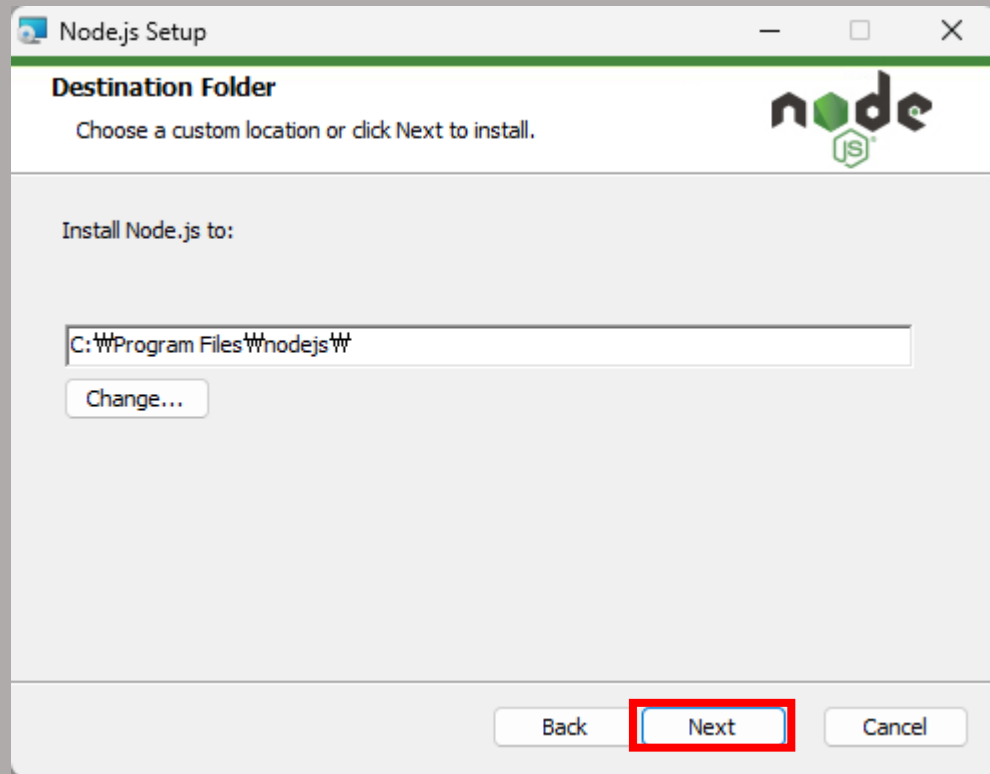 Node.js Setup
Destination Folder
Choose a custom location or click Next to install.
node
JS
Install Node.js to:
C:₩Program Files₩nodejs₩
Change...
Back
Next
Cancel